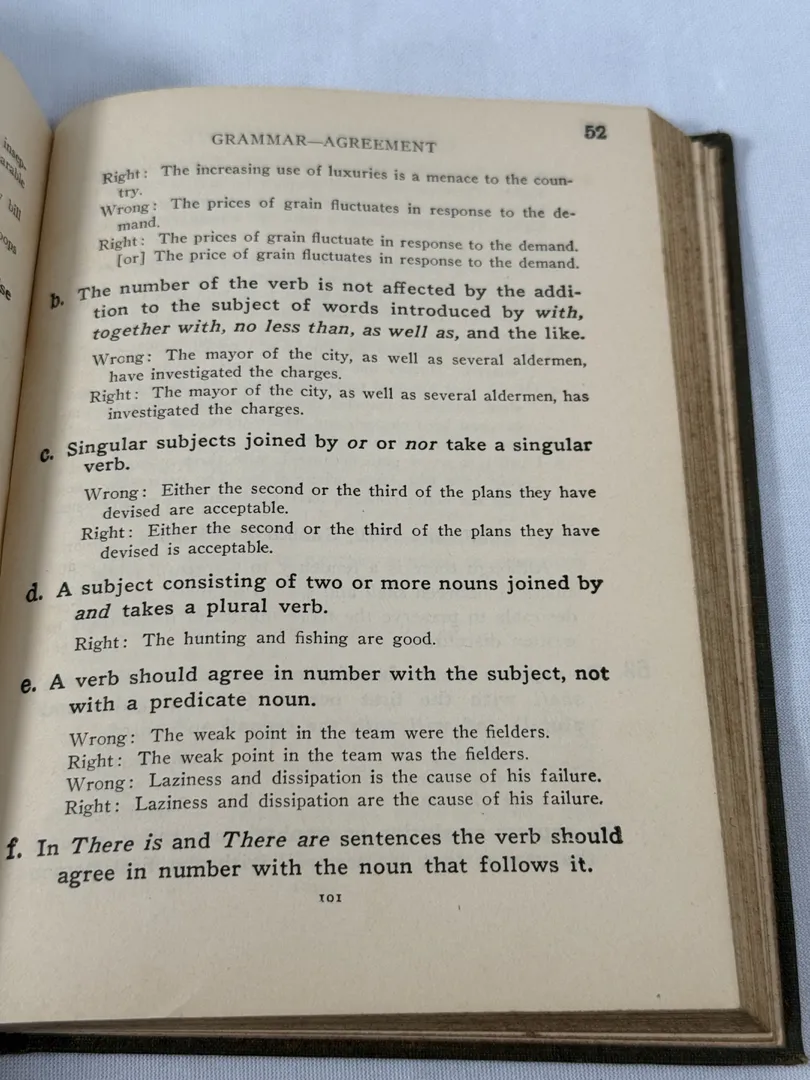 insep-
arable
bill
oops
se
GRAMMAR—AGREEMENT 52
Right: The increasing use of luxuries is a menace to the coun-
try.
Wrong: The prices of grain fluctuates in response to the de-
mand.
Right: The prices of grain fluctuate in response to the demand.
[or] The price of grain fluctuates in response to the demand.
b. The number of the verb is not affected by the addi-
tion to the subject of words introduced by with,
together with, no less than, as well as, and the like.
Wrong: The mayor of the city, as well as several aldermen,
have investigated the charges.
Right: The mayor of the city, as well as several aldermen, has
investigated the charges.
c. Singular subjects joined by or or nor take a singular
verb.
Wrong: Either the second or the third of the plans they have
devised are acceptable.
Right: Either the second or the third of the plans they have
devised is acceptable.
d. A subject consisting of two or more nouns joined by
and takes a plural verb.
Right: The hunting and fishing are good.
e. A verb should agree in number with the subject, not
with a predicate noun.
Wrong: The weak point in the team were the fielders.
Right: The weak point in the team was the fielders.
Wrong: Laziness and dissipation is the cause of his failure.
Right: Laziness and dissipation are the cause of his failure.
f. In There is and There are sentences the verb should
agree in number with the noun that follows it.
101